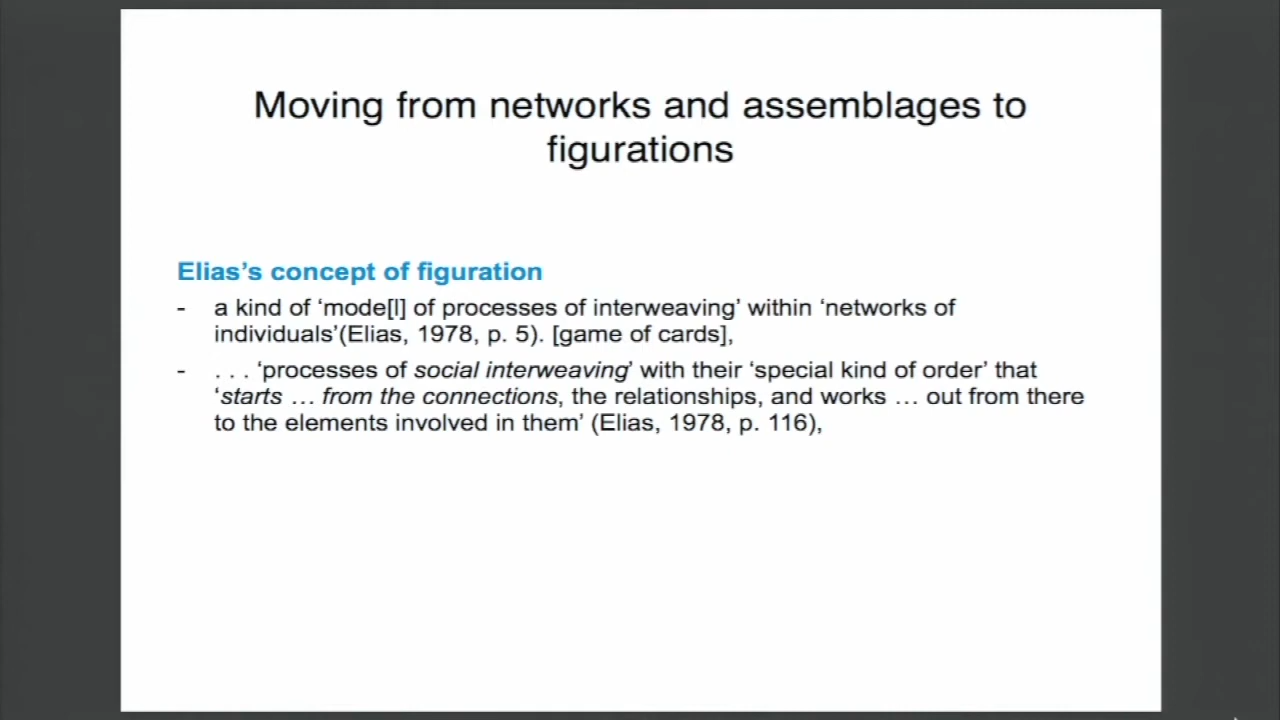 Moving from networks and assemblages to
figurations
Elias’s concept of figuration
- a kind of ‘mode[l] of processes of interweaving’ within ‘networks of
individuals’(Elias, 1978, p. 5). [game of cards],
- . . . ‘processes of social interweaving’ with their ‘special kind of order’ that
‘starts … from the connections, the relationships, and works … out from there
to the elements involved in them’ (Elias, 1978, p. 116),